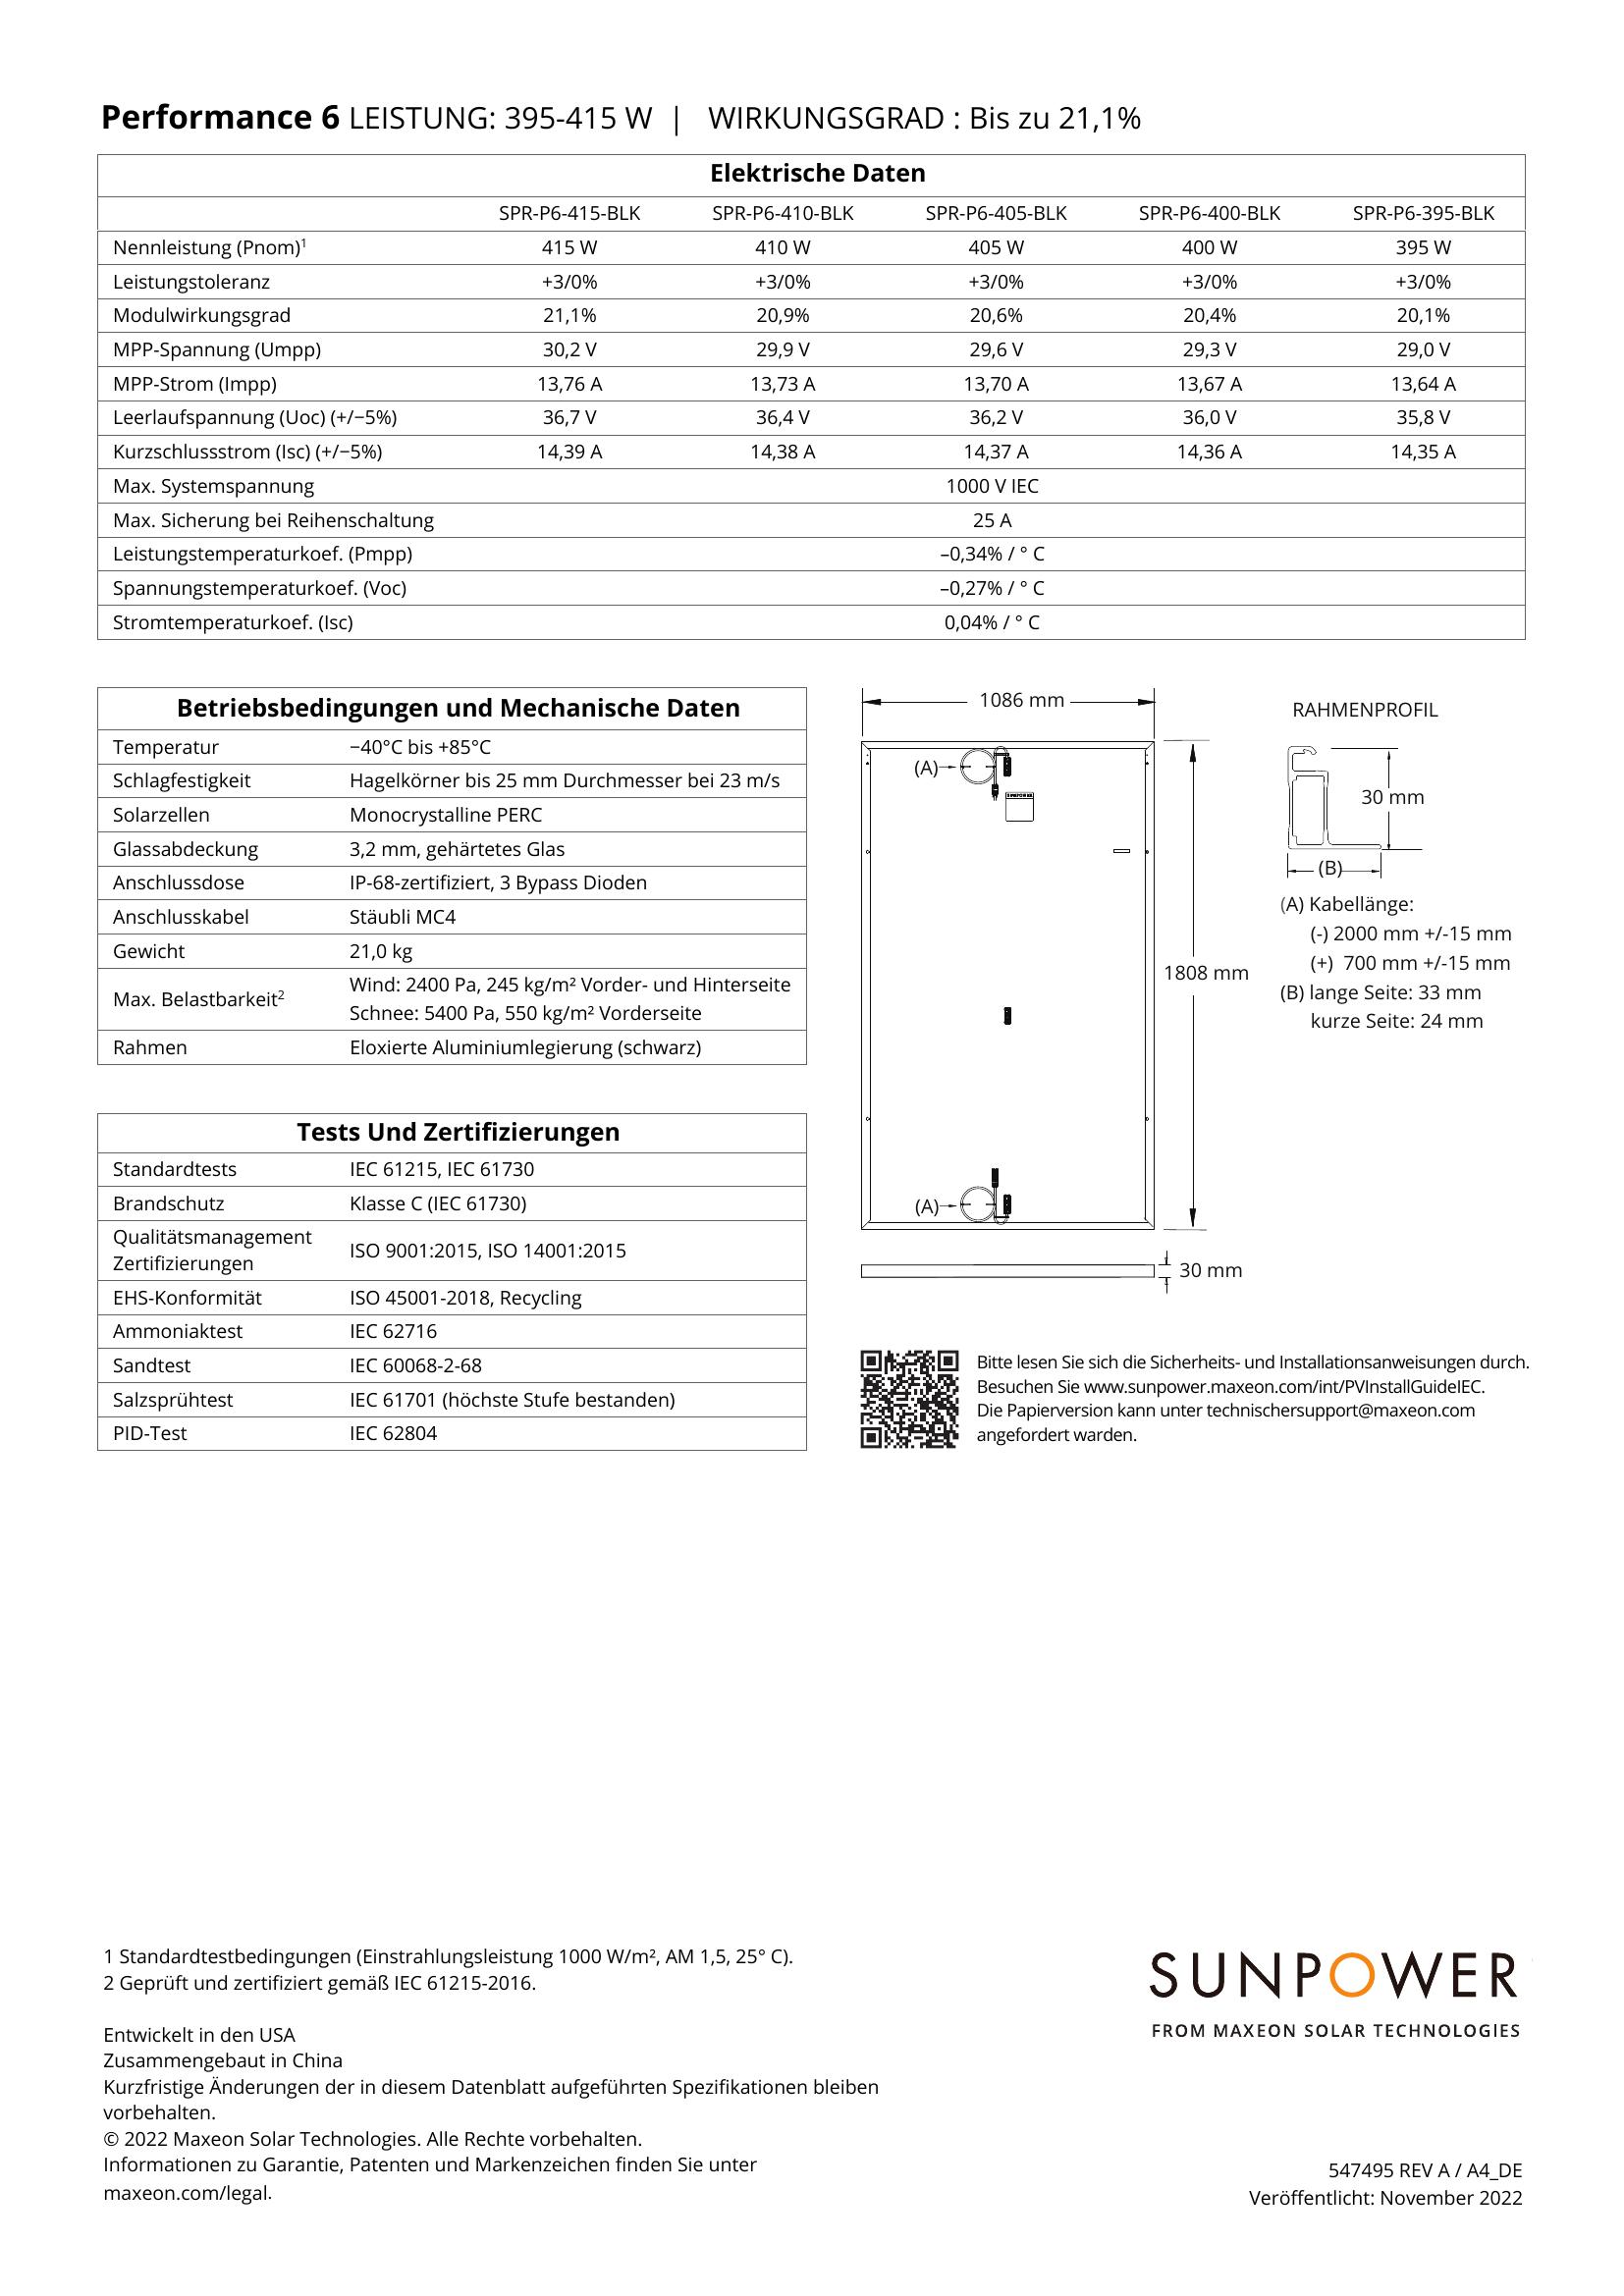 Performance 6 LEISTUNG: 395-415 W | WIRKUNGSGRAD : Bis zu 21,1%
Elektrische Daten
SPR-P6-415-BLK SPR-P6-410-BLK SPR-P6-405-BLK SPR-P6-400-BLK SPR-P6-395-BLK
Nennleistung (Pnom)¹ 415 W 410 W 405 W 400 W 395 W
Leistungstoleranz +3/0% +3/0% +3/0% +3/0% +3/0%
Modulwirkungsgrad 21,1% 20,9% 20,6% 20,4% 20,1%
MPP-Spannung (Umpp) 30,2 V 29,9 V 29,6 V 29,3 V 29,0 V
MPP-Strom (Impp) 13,76 A 13,73 A 13,70 A 13,67 A 13,64 A
Leerlaufspannung (Uoc) (+/−5%) 36,7 V 36,4 V 36,2 V 36,0 V 35,8 V
Kurzschlussstrom (Isc) (+/−5%) 14,39 A 14,38 A 14,37 A 14,36 A 14,35 A
Max. Systemspannung 1000 V IEC
Max. Sicherung bei Reihenschaltung 25 A
Leistungstemperaturkoef. (Pmpp) –0,34% / ° C
Spannungstemperaturkoef. (Voc) –0,27% / ° C
Stromtemperaturkoef. (Isc) 0,04% / ° C
Betriebsbedingungen und Mechanische Daten
Temperatur −40°C bis +85°C
Schlagfestigkeit Hagelkörner bis 25 mm Durchmesser bei 23 m/s
Solarzellen Monocrystalline PERC
Glassabdeckung 3,2 mm, gehärtetes Glas
Anschlussdose IP-68-zertifiziert, 3 Bypass Dioden
Anschlusskabel Stäubli MC4
Gewicht 21,0 kg
Max. Belastbarkeit² Wind: 2400 Pa, 245 kg/m² Vorder- und Hinterseite
Schnee: 5400 Pa, 550 kg/m² Vorderseite
Rahmen Eloxierte Aluminiumlegierung (schwarz)
Tests Und Zertifizierungen
Standardtests IEC 61215, IEC 61730
Brandschutz Klasse C (IEC 61730)
Qualitätsmanagement
Zertifizierungen ISO 9001:2015, ISO 14001:2015
EHS-Konformität ISO 45001-2018, Recycling
Ammoniaktest IEC 62716
Sandtest IEC 60068-2-68
Salzsprühtest IEC 61701 (höchste Stufe bestanden)
PID-Test IEC 62804
1086 mm
(A)
SUNPOWER
1808 mm
(A)
30 mm
RAHMENPROFIL
30 mm
(B)
(A) Kabellänge:
(-) 2000 mm +/-15 mm
(+) 700 mm +/-15 mm
(B) lange Seite: 33 mm
kurze Seite: 24 mm
Bitte lesen Sie sich die Sicherheits- und Installationsanweisungen durch.
Besuchen Sie www.sunpower.maxeon.com/int/PVInstallGuideIEC.
Die Papierversion kann unter technischersupport@maxeon.com
angefordert warden.
1 Standardtestbedingungen (Einstrahlungsleistung 1000 W/m², AM 1,5, 25° C).
2 Geprüft und zertifiziert gemäß IEC 61215-2016.
Entwickelt in den USA
Zusammengebaut in China
Kurzfristige Änderungen der in diesem Datenblatt aufgeführten Spezifikationen bleiben
vorbehalten.
© 2022 Maxeon Solar Technologies. Alle Rechte vorbehalten.
Informationen zu Garantie, Patenten und Markenzeichen finden Sie unter
maxeon.com/legal.
SUNPOWER
FROM MAXEON SOLAR TECHNOLOGIES
547495 REV A / A4_DE
Veröffentlicht: November 2022